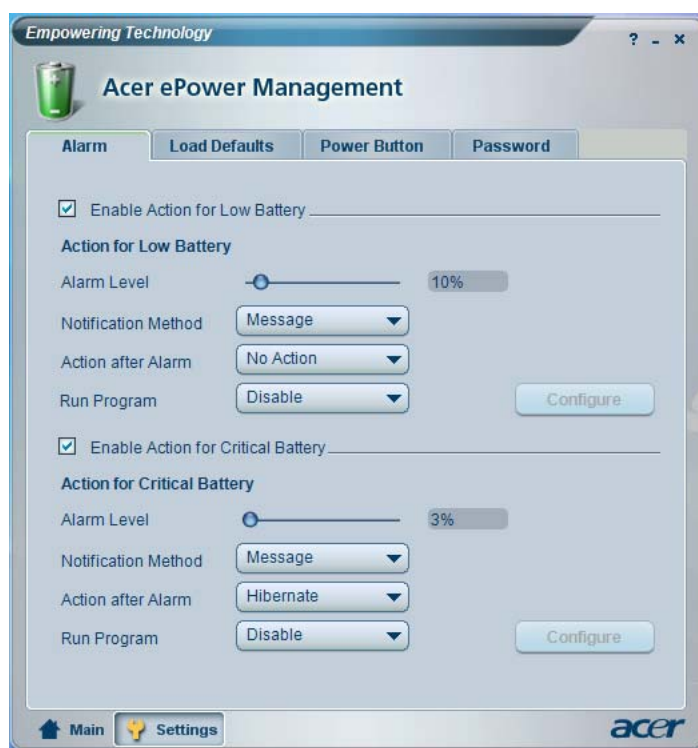 Empowering Technology
? - x
Acer ePower Management
Alarm Load Defaults Power Button Password
Enable Action for Low Battery
Action for Low Battery
Alarm Level 10%
Notification Method Message
Action after Alarm No Action
Run Program Disable Configure
Enable Action for Critical Battery
Action for Critical Battery
Alarm Level 3%
Notification Method Message
Action after Alarm Hibernate
Run Program Disable Configure
Main Settings acer